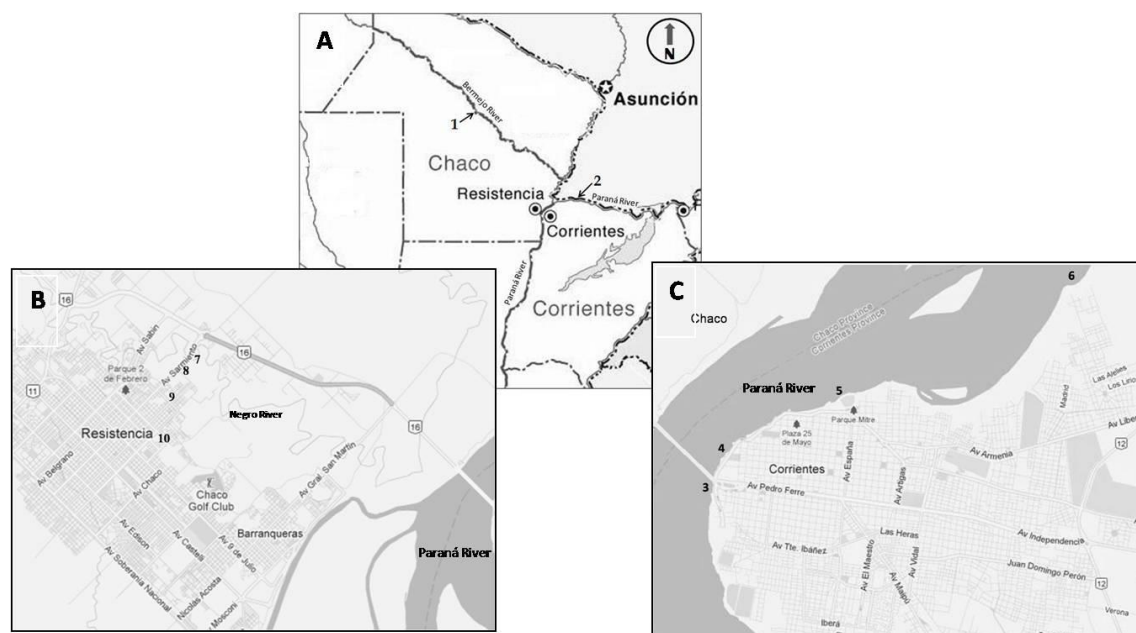 A
N
Asunción
Bermejo River
1
Chaco
2
Resistencia
Paraná River
Corrientes
Paraná River
Corrientes
B
16
Av Sabin
Parque 2
de Febrero
Av Sarmiento
7
8
16
11
9
Negro River
Resistencia
10
16
Av Belgrano
Av Chaco
Chaco
Golf Club
Av Gral. San Martin
Barranqueras
Av Edison
Av Castelli
Av 9 de Julio
Av Soberania Nacional
Nicolas Acosta
Av Mosconi
Paraná River
C
Chaco
6
Chaco Province
Corrientes Province
Paraná River
5
Parque Mitre
Plaza 25
de Mayo
Madrid
Las Atelies
Los Lirios
Av Libert
4
Corrientes
Av España
Av Armenia
3
Av Pedro Ferre
Av Artigas
12
Las Heras
Av Independencia
Av Tte. Ibáñez
Av El Maestro
Av Vidal
Juan Domingo Perón
Av Maipú
12
Verona
Iberá